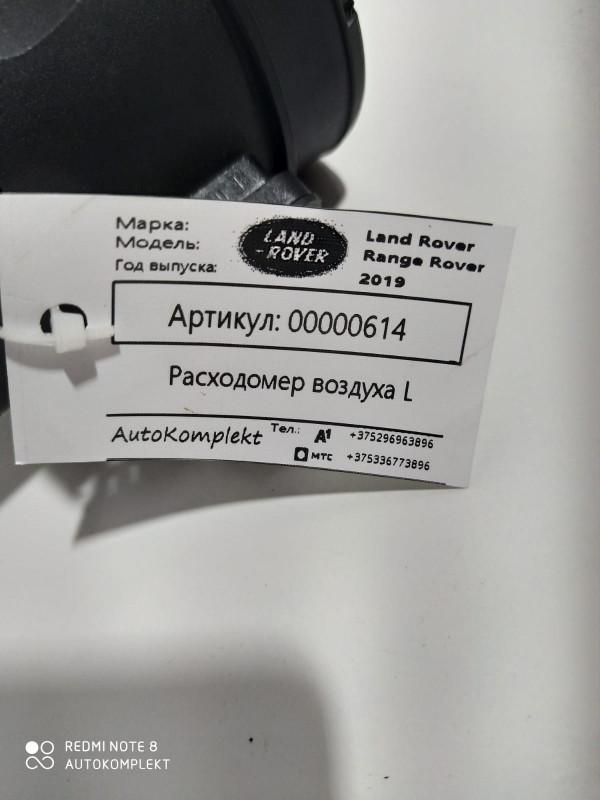 Марка:
Модель:
Год выпуска:
LAND
-ROVER
Land Rover
Range Rover
2019
Артикул: 00000614
Расходомер воздуха L
AutoKomplekt Тел.: A1 +375296963896
МТС +375336773896
REDMI NOTE 8
AUTOKOMPLEKT